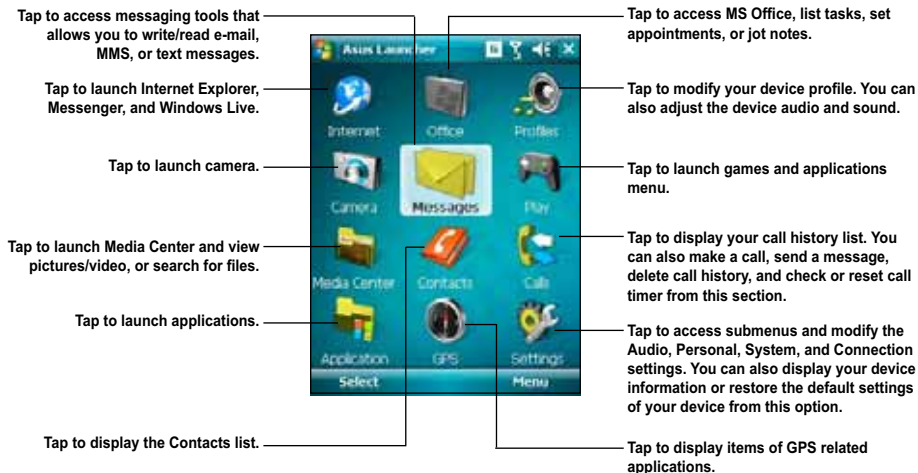 Tap to access messaging tools that
allows you to write/read e-mail,
MMS, or text messages.
Tap to launch Internet Explorer,
Messenger, and Windows Live.
Tap to launch camera.
Tap to launch Media Center and view
pictures/video, or search for files.
Tap to launch applications.
Tap to display the Contacts list.
Asus Launcher
Internet
Office
Profiles
Camera
Messages
Play
Media Center
Contacts
Calls
Application
GPS
Settings
Select
Menu
Tap to access MS Office, list tasks, set
appointments, or jot notes.
Tap to modify your device profile. You can
also adjust the device audio and sound.
Tap to launch games and applications
menu.
Tap to display your call history list. You
can also make a call, send a message,
delete call history, and check or reset call
timer from this section.
Tap to access submenus and modify the
Audio, Personal, System, and Connection
settings. You can also display your device
information or restore the default settings
of your device from this option.
Tap to display items of GPS related
applications.